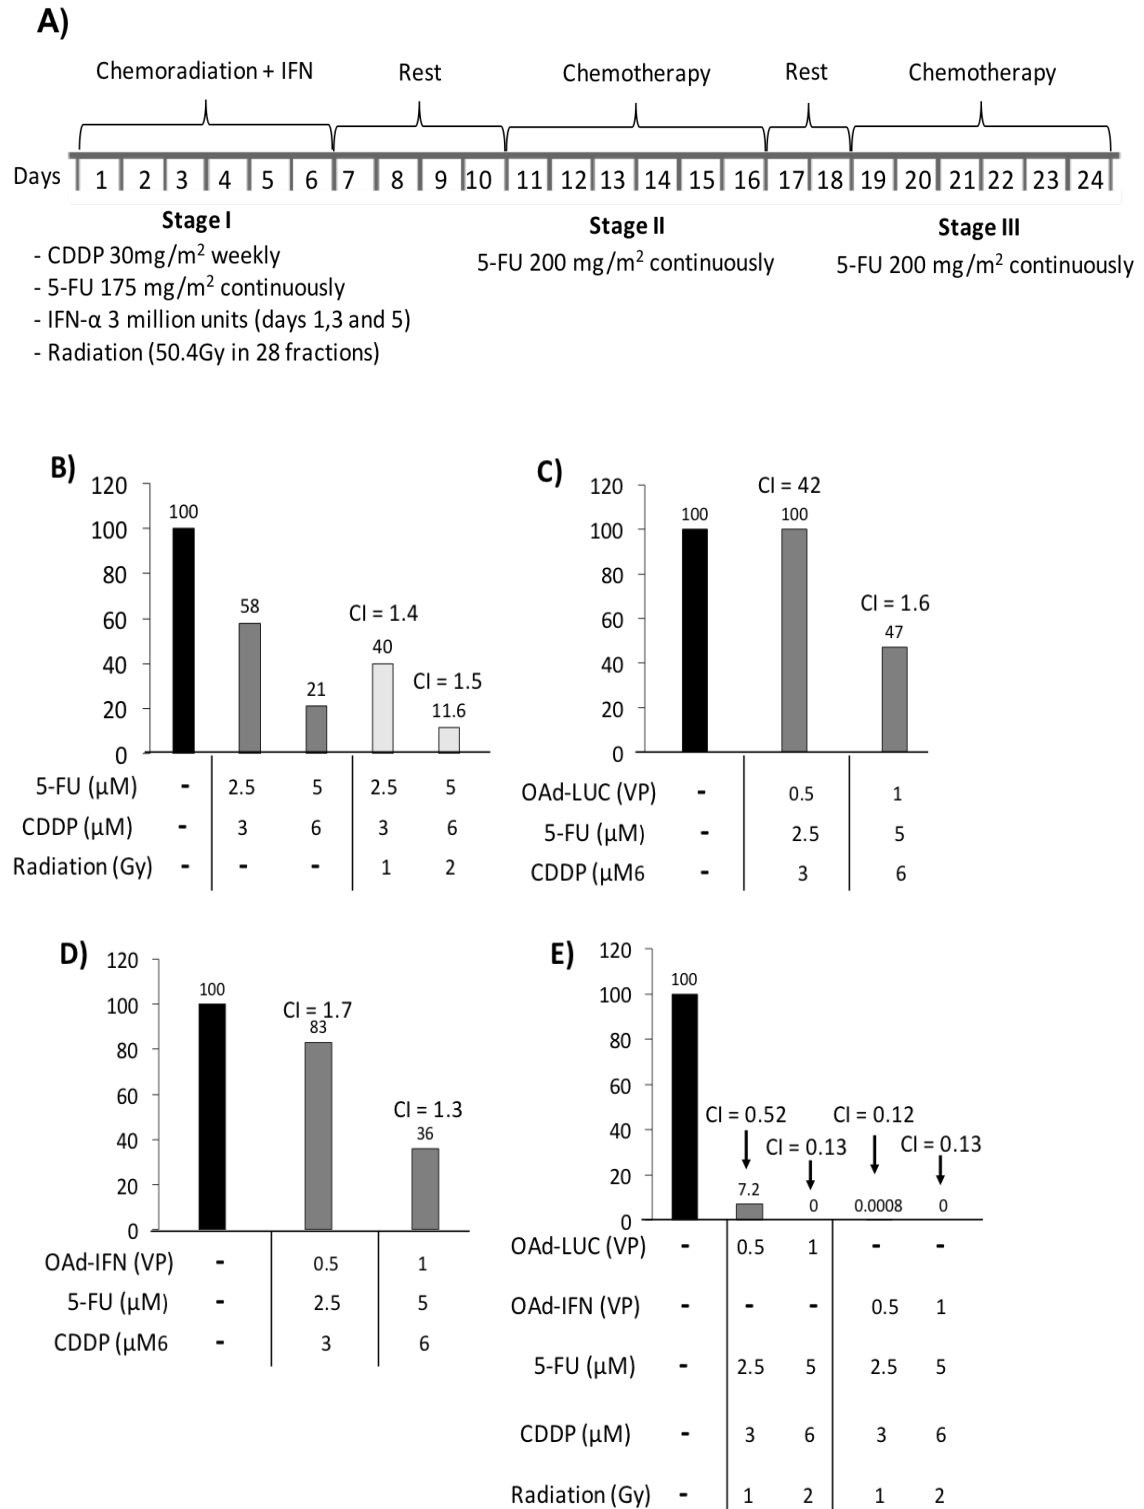 A)
Chemoradiation + IFN Rest Chemotherapy Rest Chemotherapy
Days 1 2 3 4 5 6 7 8 9 10 11 12 13 14 15 16 17 18 19 20 21 22 23 24
Stage I
- CDDP 30mg/m² weekly
- 5-FU 175 mg/m² continuously
- IFN-α 3 million units (days 1,3 and 5)
- Radiation (50.4Gy in 28 fractions)
Stage II
5-FU 200 mg/m² continuously
Stage III
5-FU 200 mg/m² continuously
B)
120
100
80
60
40
20
0
100
58
21
CI = 1.4
40
CI = 1.5
11.6
5-FU (μM) - 2.5 5 2.5 5
CDDP (μM) - 3 6 3 6
Radiation (Gy) - - - 1 2
C)
120
100
80
60
40
20
0
100
CI = 42
100
CI = 1.6
47
OAd-LUC (VP) - 0.5 1
5-FU (μM) - 2.5 5
CDDP (μM6 - 3 6
D)
120
100
80
60
40
20
0
100
CI = 1.7
83
CI = 1.3
36
OAd-IFN (VP) - 0.5 1
5-FU (μM) - 2.5 5
CDDP (μM6 - 3 6
E)
120
100
80
60
40
20
0
100
CI = 0.52
7.2
CI = 0.13
0
CI = 0.12
0.0008
CI = 0.13
0
OAd-LUC (VP) - 0.5 1 - -
OAd-IFN (VP) - - - 0.5 1
5-FU (μM) - 2.5 5 2.5 5
CDDP (μM) - 3 6 3 6
Radiation (Gy) - 1 2 1 2